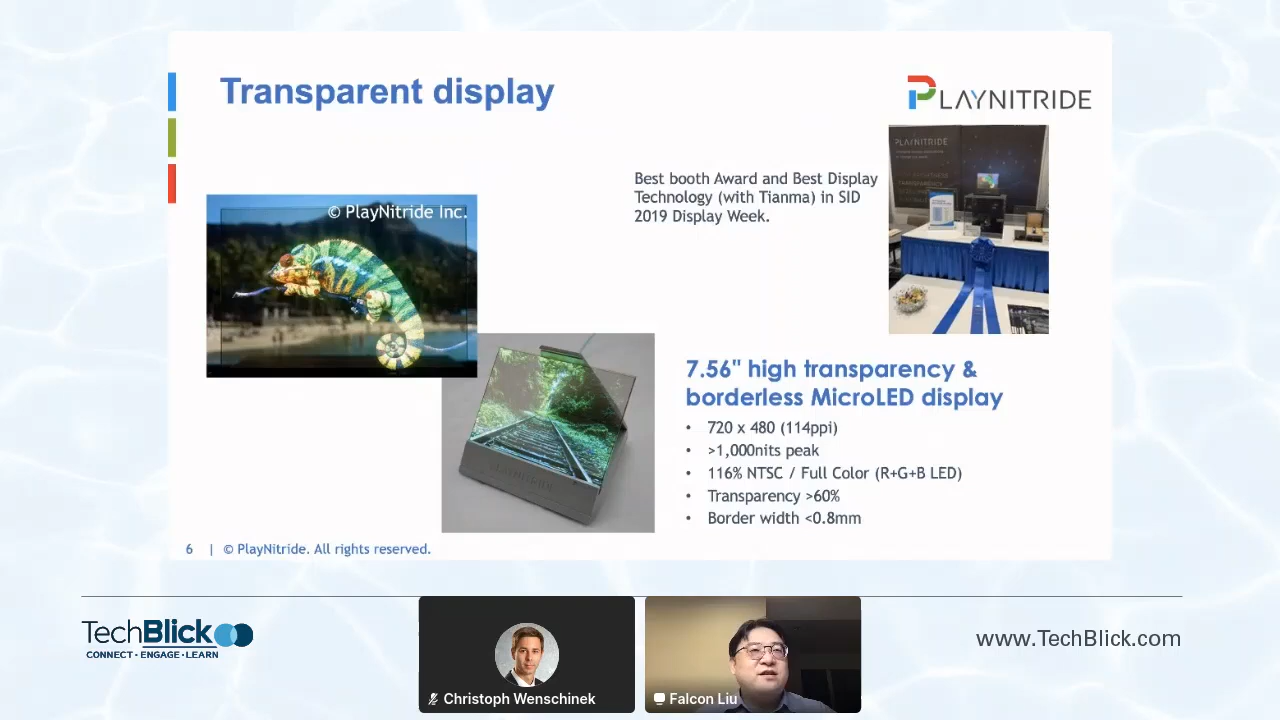 Transparent display
PLAYNITRIDE
PLAYNITRIDE
Best booth Award and Best Display
Technology (with Tianma) in SID
2019 Display Week.
© PlayNitride Inc.
7.56" high transparency &
borderless MicroLED display
• 720 x 480 (114ppi)
• >1,000nits peak
• 116% NTSC / Full Color (R+G+B LED)
• Transparency >60%
• Border width <0.8mm
6 | © PlayNitride. All rights reserved.
TechBlick
CONNECT · ENGAGE · LEARN
Christoph Wenschinek
Falcon Liu
www.TechBlick.com